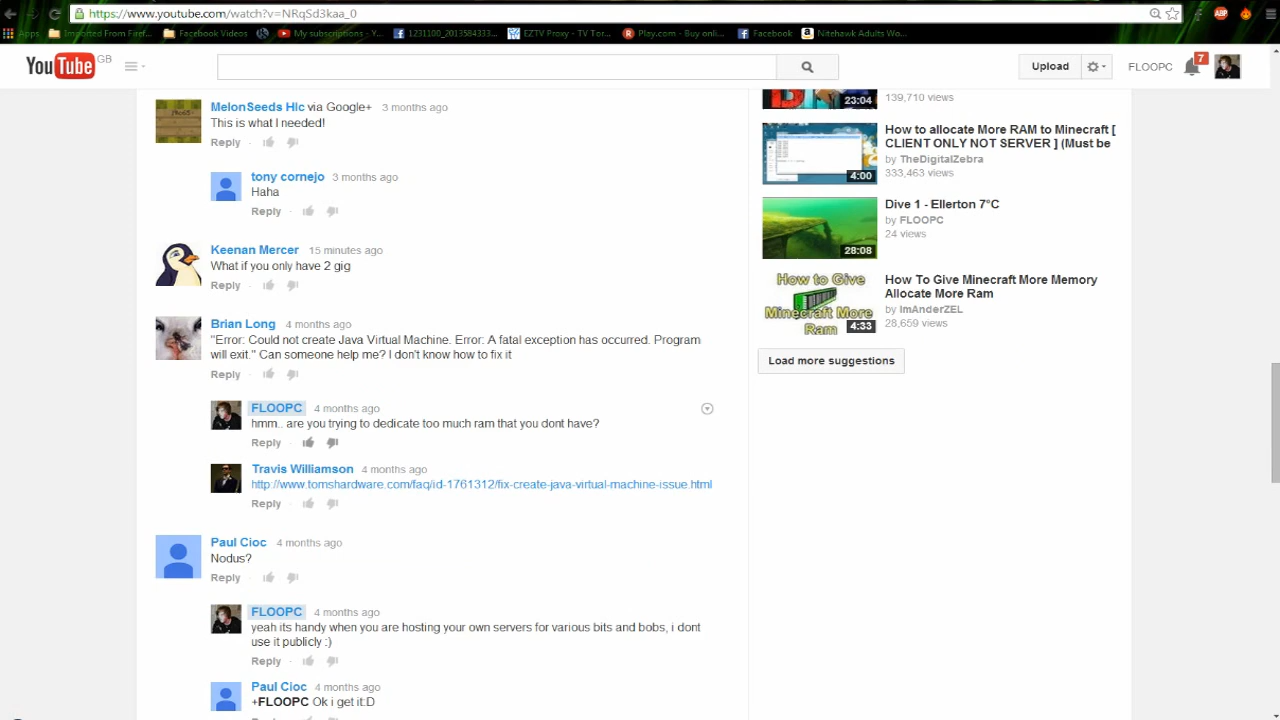 https://www.youtube.com/watch?v=NRqSd3kaa_0
Apps
Imported From Firef...
Facebook Videos
My subscriptions - Y...
1231100_2013584333...
EZTV Proxy - TV Tor...
Play.com - Buy onli...
Facebook
Nitehawk Adults Wo...
ABP
YouTube GB
Upload
FLOOPC
7
MelonSeeds Hlc via Google+ 3 months ago
This is what I needed!
Reply
tony cornejo 3 months ago
Haha
Reply
Keenan Mercer 15 minutes ago
What if you only have 2 gig
Reply
Brian Long 4 months ago
"Error: Could not create Java Virtual Machine. Error: A fatal exception has occurred. Program
will exit." Can someone help me? I don't know how to fix it
Reply
FLOOPC 4 months ago
hmm.. are you trying to dedicate too much ram that you dont have?
Reply
Travis Williamson 4 months ago
http://www.tomshardware.com/faq/id-1761312/fix-create-java-virtual-machine-issue.html
Reply
Paul Cioc 4 months ago
Nodus?
Reply
FLOOPC 4 months ago
yeah its handy when you are hosting your own servers for various bits and bobs, i dont
use it publicly :)
Reply
Paul Cioc 4 months ago
+FLOOPC Ok i get it:D
23:04
139,710 views
4:00
How to allocate More RAM to Minecraft [
CLIENT ONLY NOT SERVER ] (Must be
by TheDigitalZebra
333,463 views
28:08
Dive 1 - Ellerton 7°C
by FLOOPC
24 views
How to Give
Minecraft More
Ram
4:33
How To Give Minecraft More Memory
Allocate More Ram
by ImAnderZEL
28,659 views
Load more suggestions